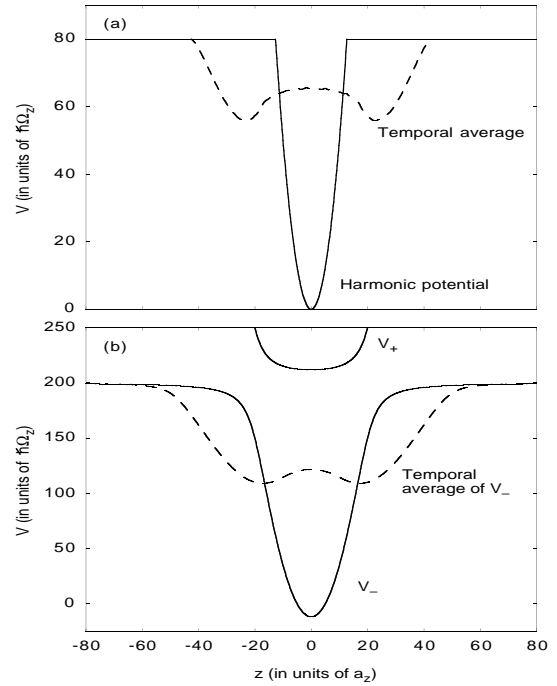 (a)
80
60
40
20
0
V (in units of ħΩz)
Temporal average
Harmonic potential
(b)
250
200
150
100
50
0
V (in units of ħΩz)
V+
Temporal
average of V−
V−
-80 -60 -40 -20 0 20 40 60 80
z (in units of az)